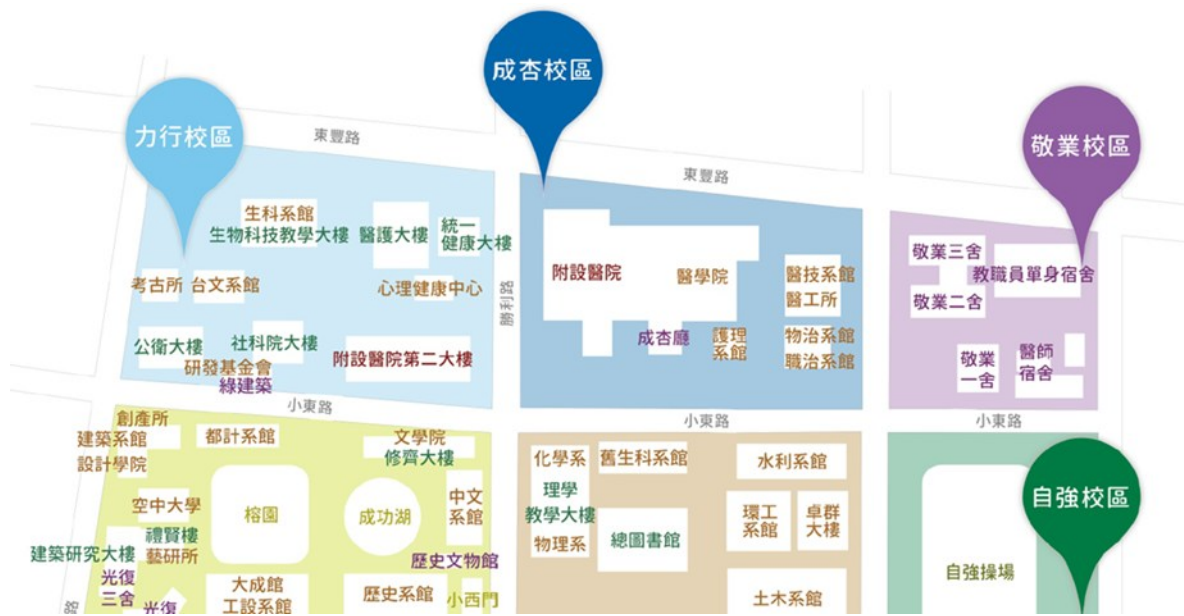 成杏校區
力行校區
敬業校區
東豐路
東豐路
生科系館
生物科技教學大樓
醫護大樓
統一
健康大樓
考古所
台文系館
心理健康中心
勝利路
公衛大樓
社科院大樓
研發基金會
綠建築
附設醫院第二大樓
附設醫院
醫學院
醫技系館
醫工所
成杏廳
護理
系館
物治系館
職治系館
敬業三舍
教職員單身宿舍
敬業二舍
敬業
一舍
醫師
宿舍
小東路
小東路
小東路
創產所
建築系館
設計學院
都計系館
文學院
修齊大樓
空中大學
榕園
成功湖
中文
系館
禮賢樓
建築研究大樓
藝研所
歷史文物館
光復
三舍
光復
大成館
工設系館
歷史系館
小西門
路
化學系
舊生科系館
水利系館
理學
教學大樓
物理系
總圖書館
環工
系館
卓群
大樓
土木系館
自強校區
自強操場